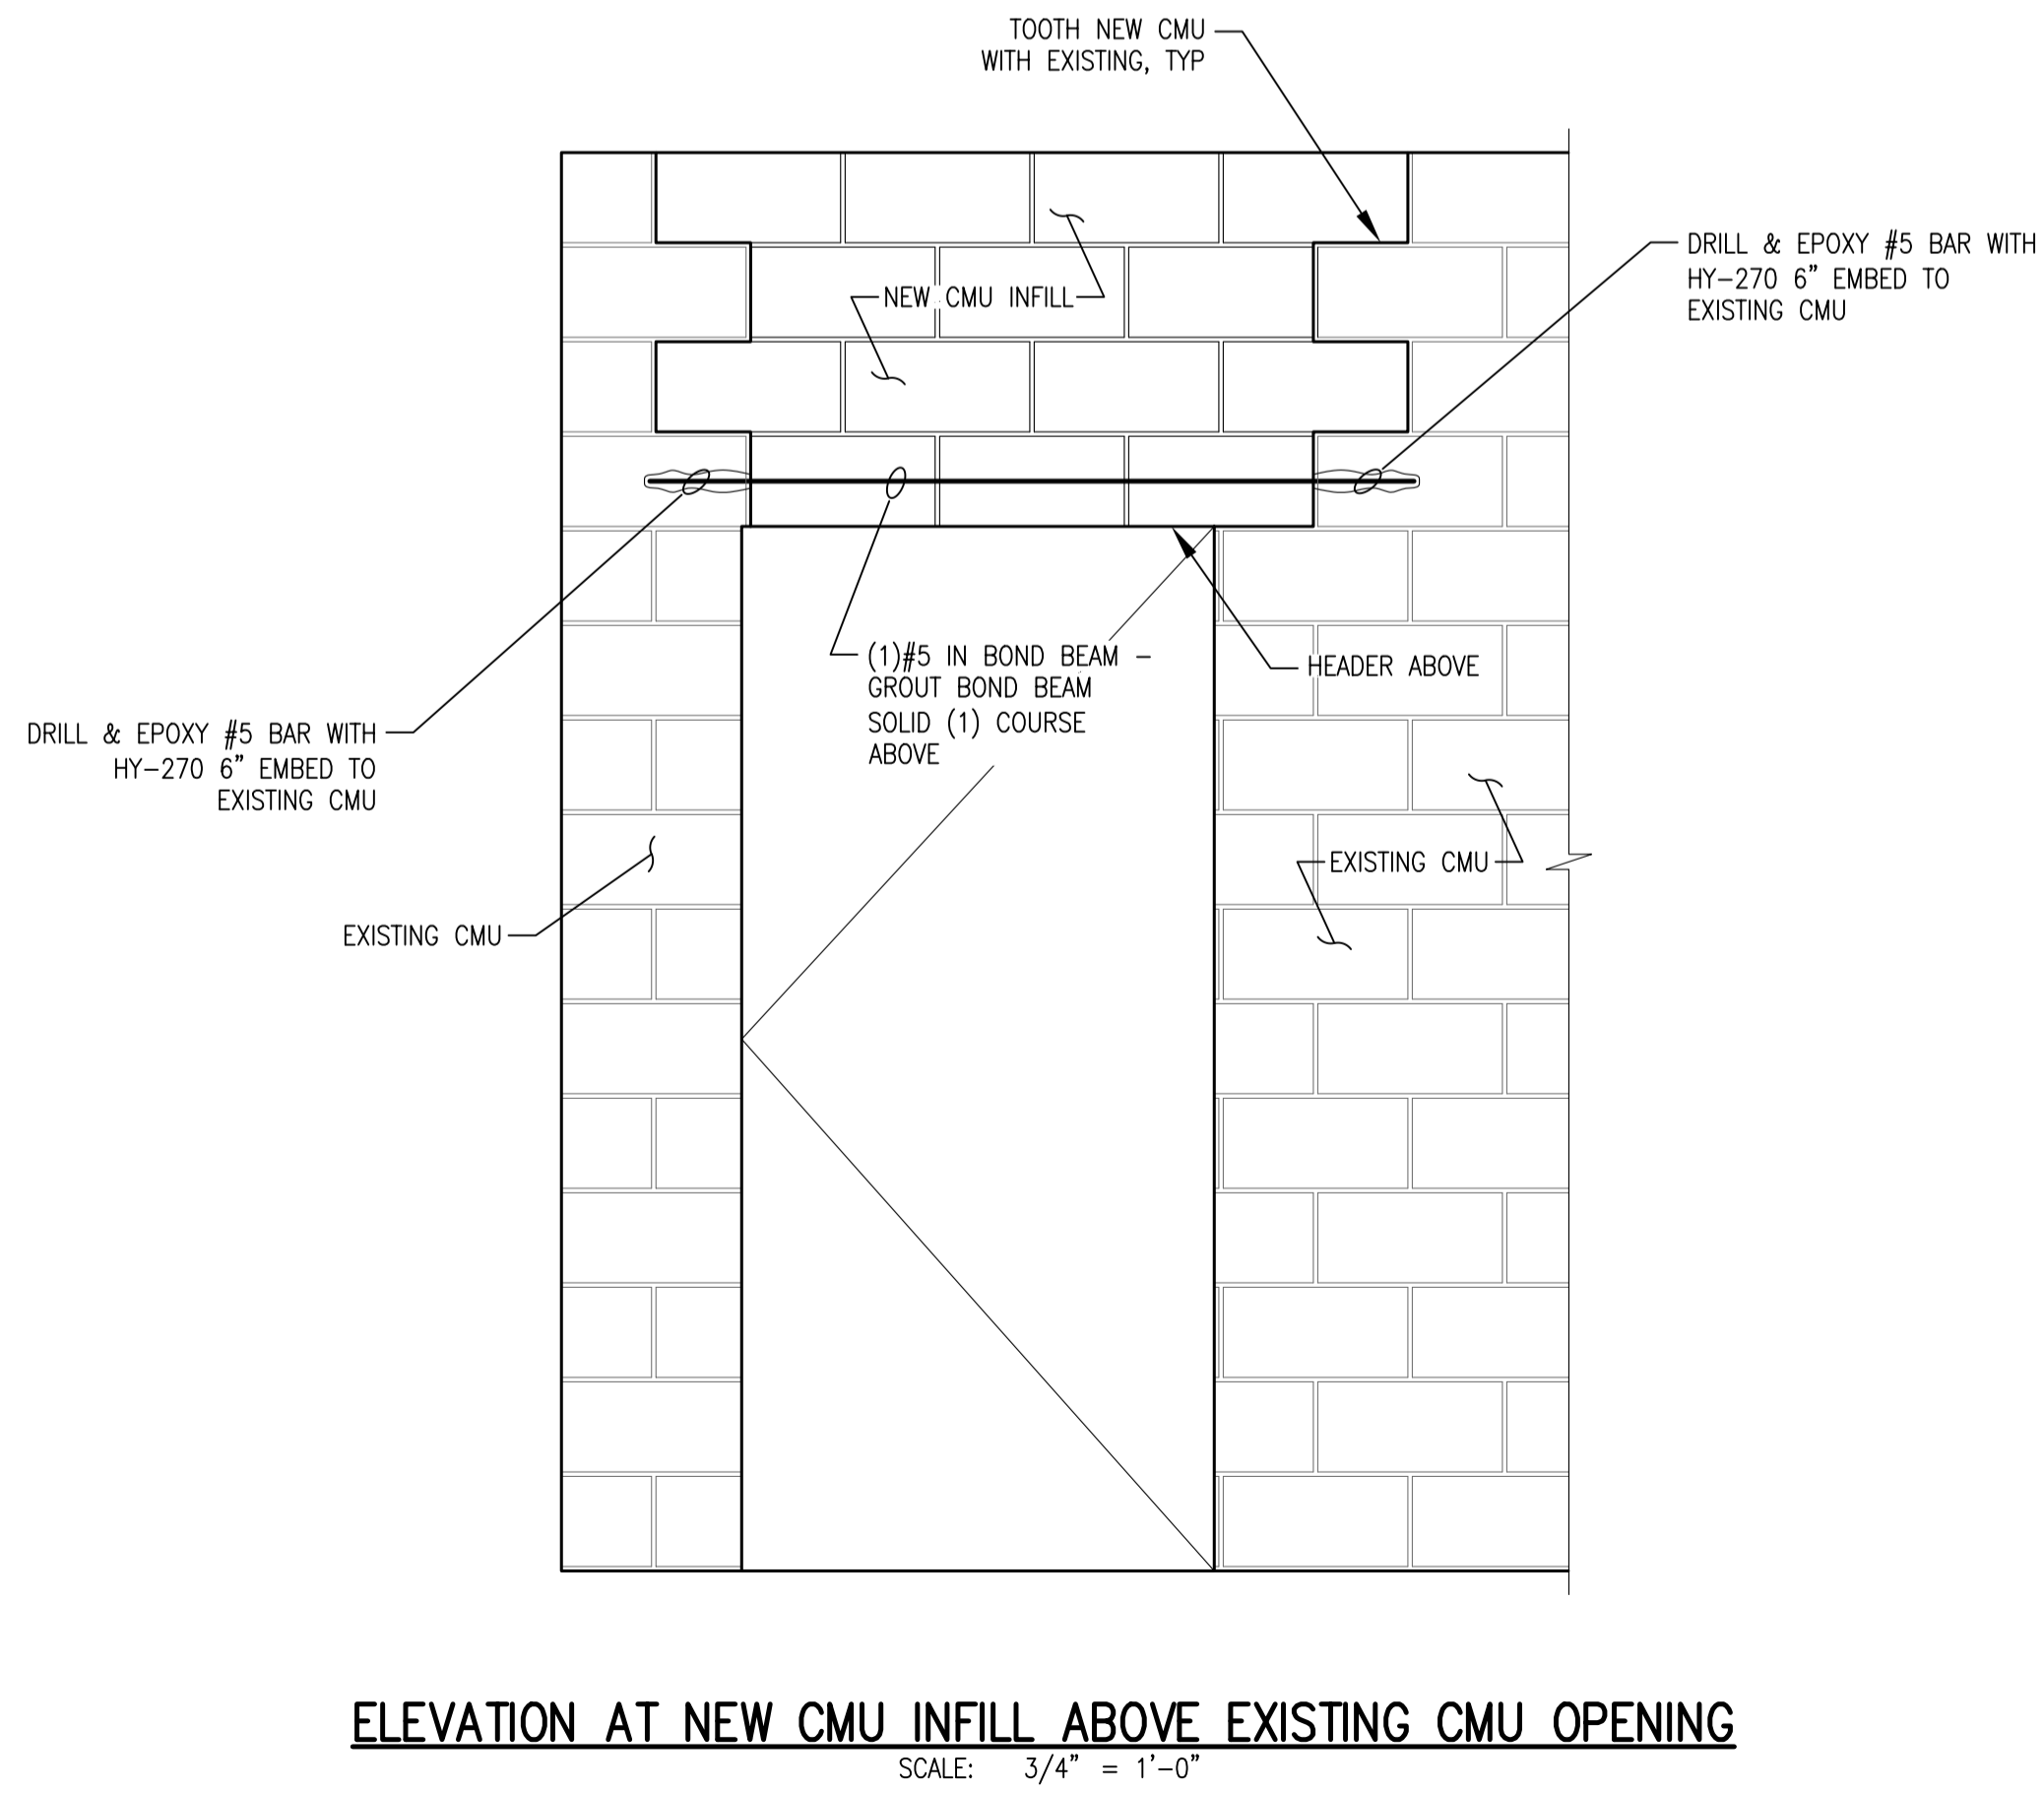 TOOTH NEW CMU
WITH EXISTING, TYP
DRILL & EPOXY #5 BAR WITH
HY-270 6" EMBED TO
EXISTING CMU
NEW CMU INFILL
(1)#5 IN BOND BEAM -
GROUT BOND BEAM
SOLID (1) COURSE
ABOVE
HEADER ABOVE
DRILL & EPOXY #5 BAR WITH
HY-270 6" EMBED TO
EXISTING CMU
EXISTING CMU
EXISTING CMU
ELEVATION AT NEW CMU INFILL ABOVE EXISTING CMU OPENING
SCALE: 3/4" = 1'-0"